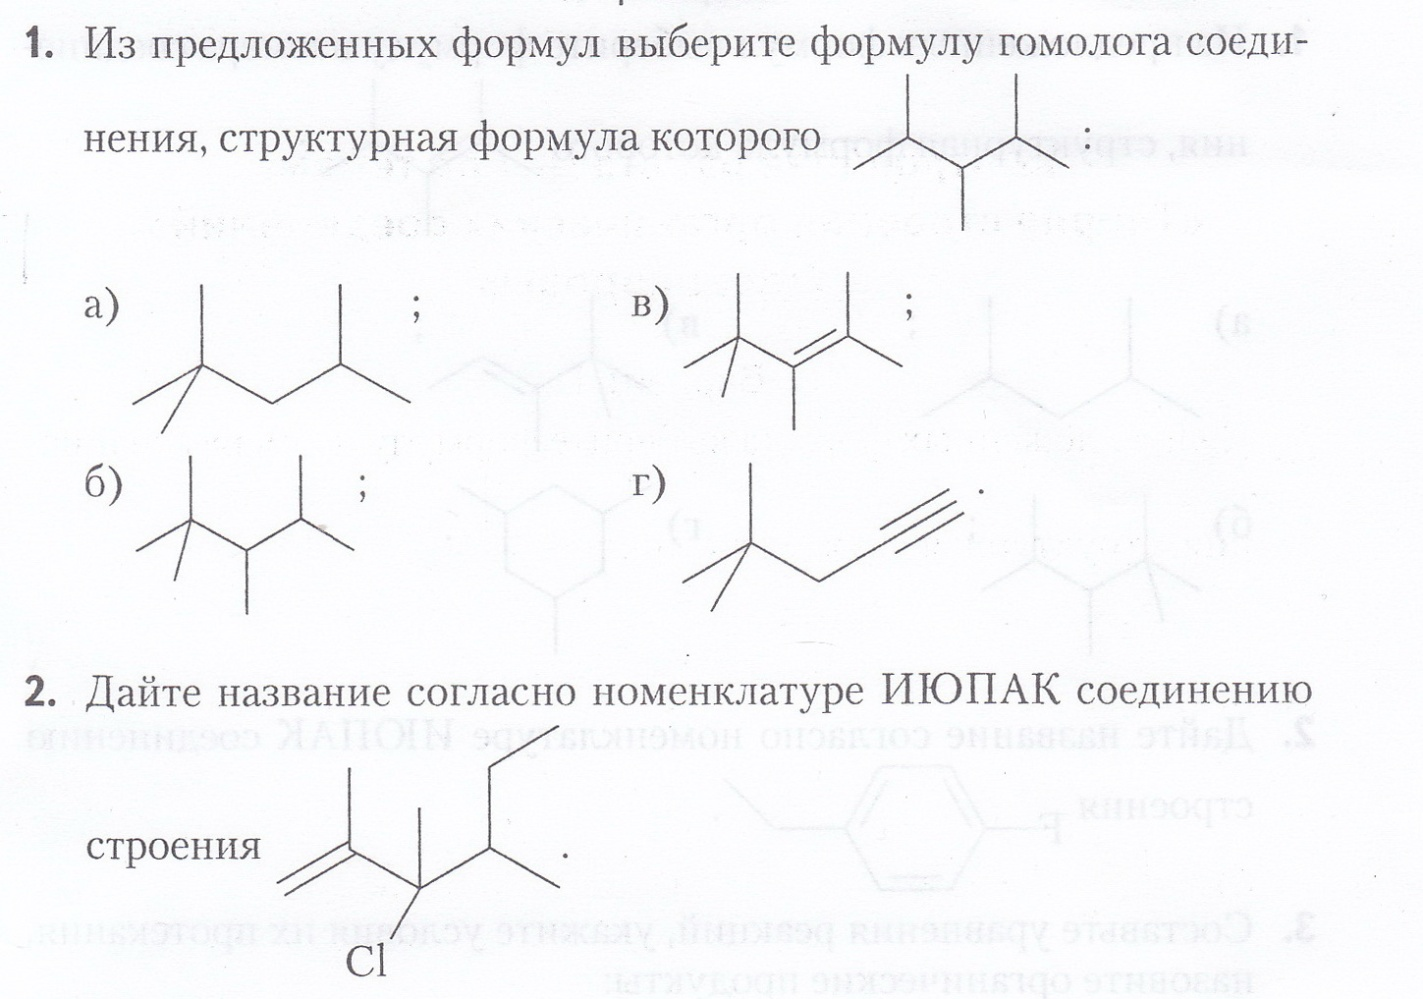 1. Из предложенных формул выберите формулу гомолога соеди-
нения, структурная формула которого :
а) ; в) ;
б) ; г) .
2. Дайте название согласно номенклатуре ИЮПАК соединению
строения .
Cl